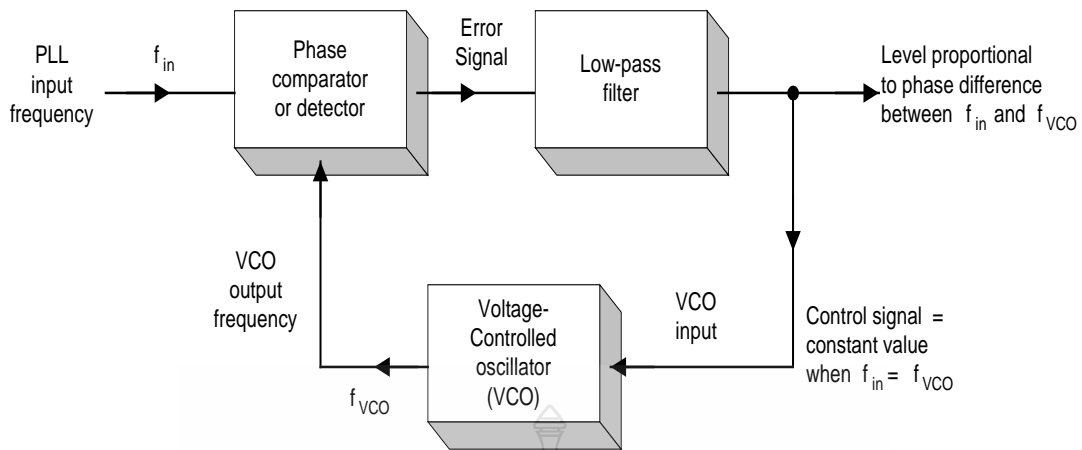 PLL
input
frequency
f in
Phase
comparator
or detector
Error
Signal
Low-pass
filter
Level proportional
to phase difference
between f in and f VCO
VCO
output
frequency
Voltage-
Controlled
oscillator
(VCO)
VCO
input
Control signal =
constant value
when f in = f VCO
f VCO